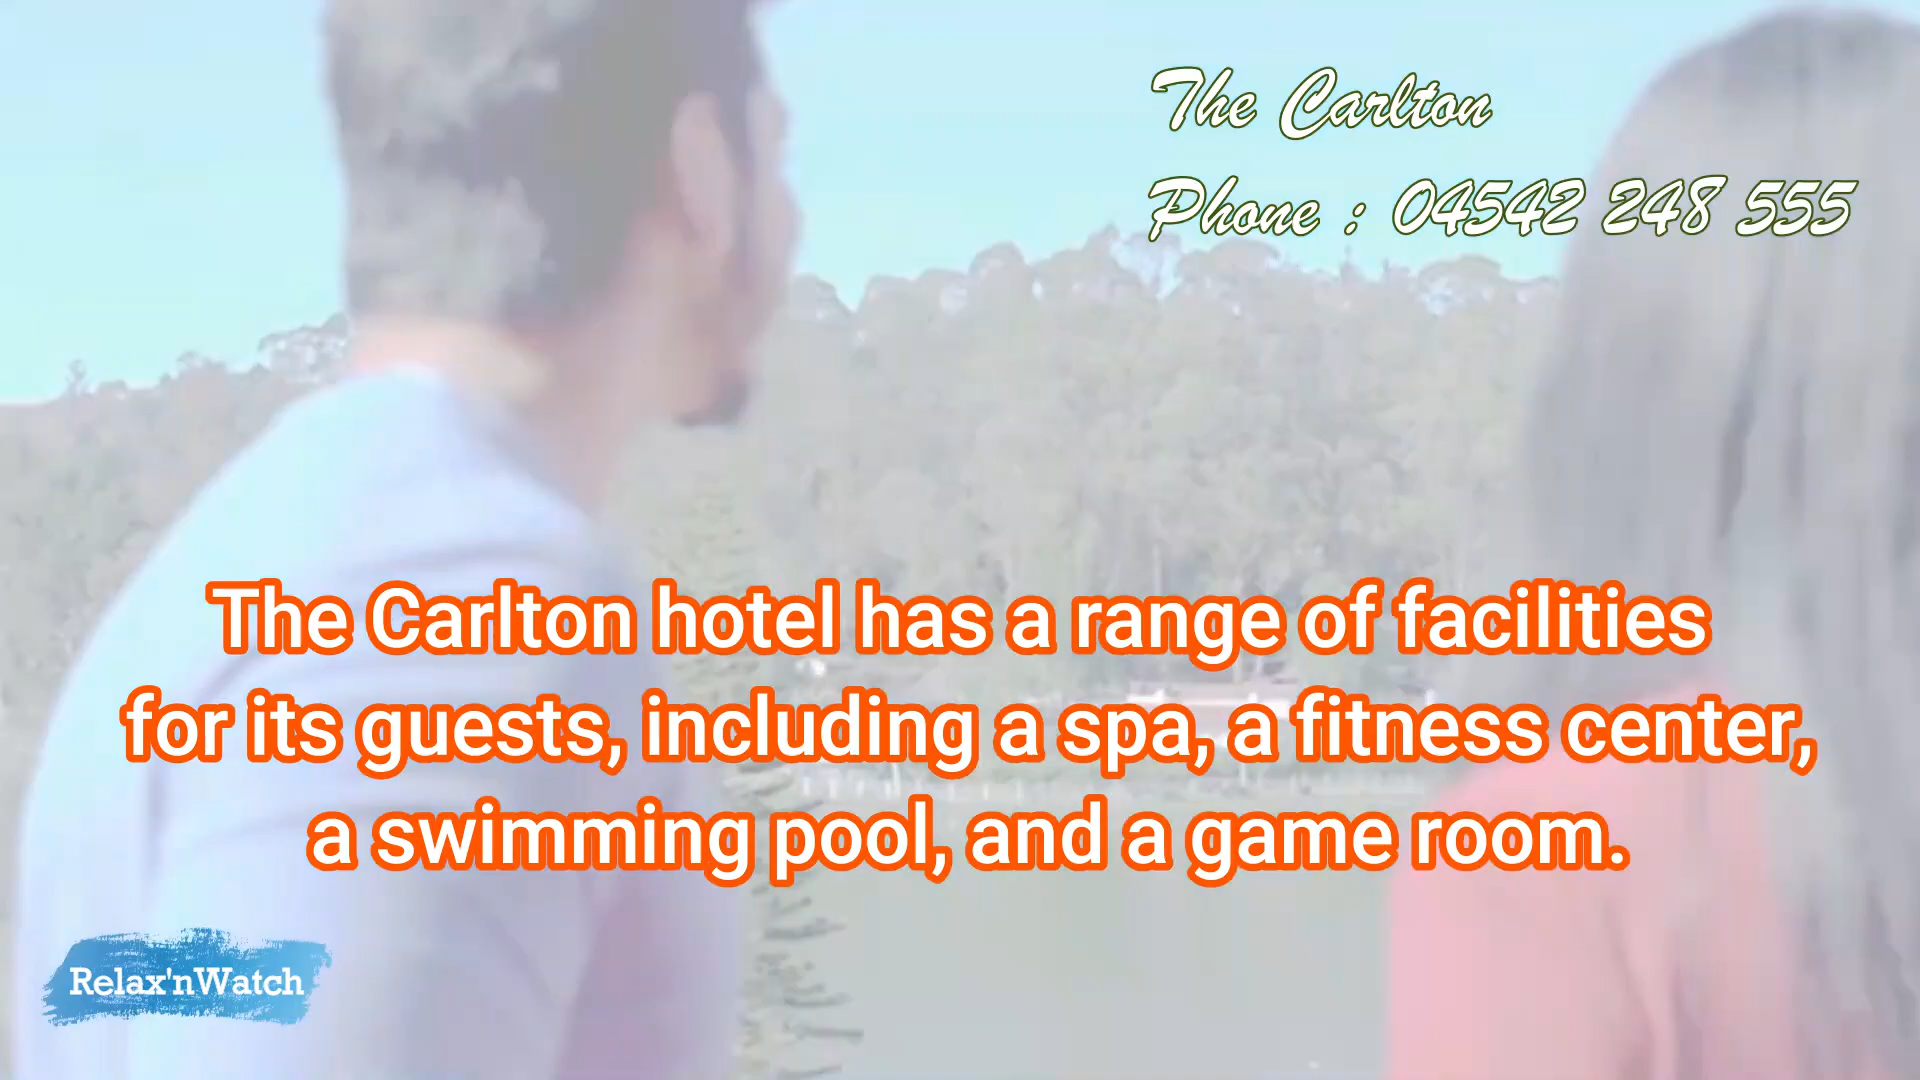 The Carlton
Phone : 04542 248 555
The Carlton hotel has a range of facilities
for its guests, including a spa, a fitness center,
a swimming pool, and a game room.
Relax'nWatch